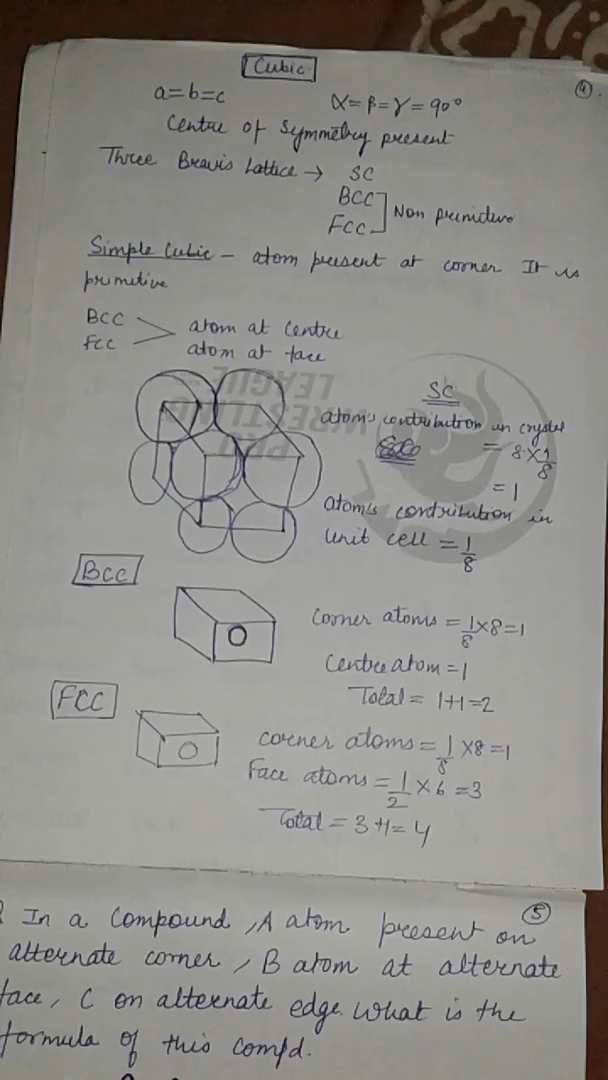 Cubic
4.
a=b=c α=β=γ=90°
Centre of Symmetry present
Three Bravis Lattice → SC
BCC
FCC
Non primitive
Simple Cubic - atom present at corner It is
primitive
BCC
FCC
atom at centre
atom at face
LEAGUE
WRESTLING
PRO
SC
atom's contribution in crystal
= 8×1/8
= 1
atom's contribution in
unit cell = 1/8
BCC
Corner atoms = 1/8×8=1
Centre atom = 1
Total = 1+1=2
FCC
corner atoms = 1/8 ×8=1
Face atoms = 1/2 × 6 =3
Total = 3+1= 4
5
In a compound, A atom present on
alternate corner, B atom at alternate
face, C on alternate edge. what is the
formula of this compd.